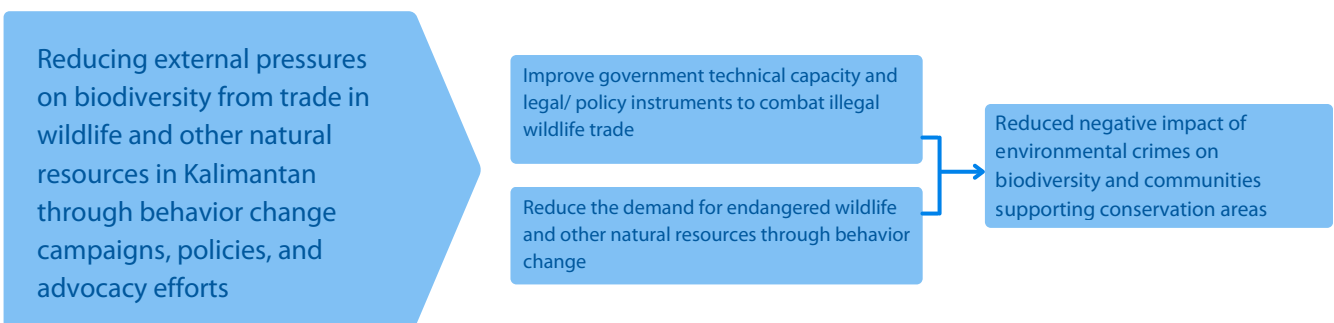 Reducing external pressures
on biodiversity from trade in
wildlife and other natural
resources in Kalimantan
through behavior change
campaigns, policies, and
advocacy efforts
Improve government technical capacity and
legal/ policy instruments to combat illegal
wildlife trade
Reduce the demand for endangered wildlife
and other natural resources through behavior
change
Reduced negative impact of
environmental crimes on
biodiversity and communities
supporting conservation areas